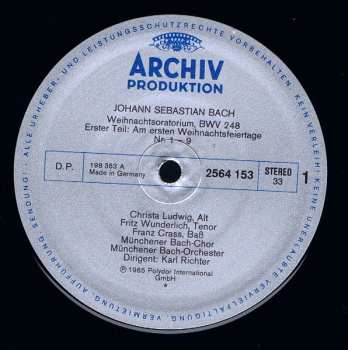 ALLE URHEBER- UND LEISTUNGSSCHUTZRECHTE VORBEHALTEN. KEIN VERLEIH! KEINE UNERLAUBTE VERVIELFÄLTIGUNG, VERMIETUNG, AUFFÜHRUNG, SENDUNG!
ARCHIV
PRODUKTION
JOHANN SEBASTIAN BACH
Weihnachtsoratorium, BWV 248
Erster Teil: Am ersten Weihnachtsfeiertage
Nr. 1 – 9
D.P.
198 353 A
Made in Germany
2564 153
STEREO
33
1
Christa Ludwig, Alt
Fritz Wunderlich, Tenor
Franz Crass, Baß
Münchener Bach-Chor
Münchener Bach-Orchester
Dirigent: Karl Richter
℗ 1965 Polydor International
GmbH
*